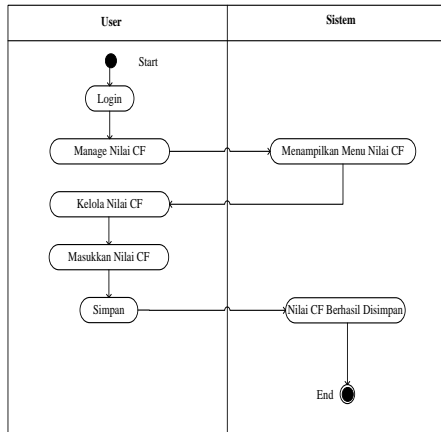 User
Sistem
Start
Login
Manage Nilai CF
Menampilkan Menu Nilai CF
Kelola Nilai CF
Masukkan Nilai CF
Simpan
Nilai CF Berhasil Disimpan
End